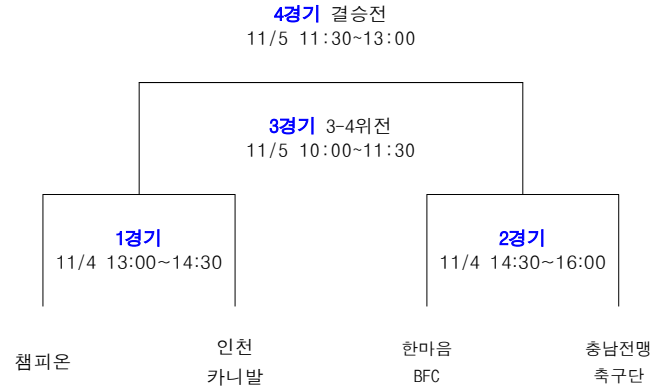 4경기 결승전
11/5 11:30~13:00
3경기 3-4위전
11/5 10:00~11:30
1경기
11/4 13:00~14:30
2경기
11/4 14:30~16:00
챔피온
인천
카니발
한마음
BFC
충남전맹
축구단